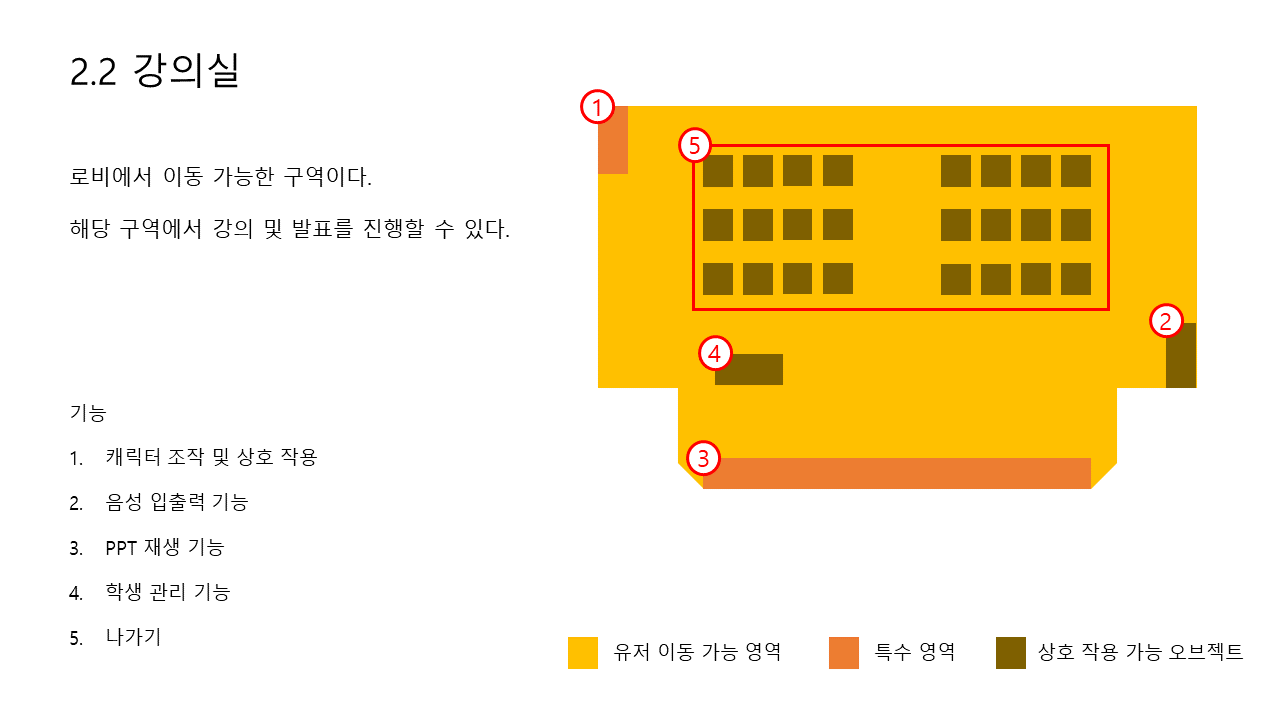 2.2 강의실
로비에서 이동 가능한 구역이다.
해당 구역에서 강의 및 발표를 진행할 수 있다.
기능
1. 캐릭터 조작 및 상호 작용
2. 음성 입출력 기능
3. PPT 재생 기능
4. 학생 관리 기능
5. 나가기
1
5
2
4
3
유저 이동 가능 영역
특수 영역
상호 작용 가능 오브젝트